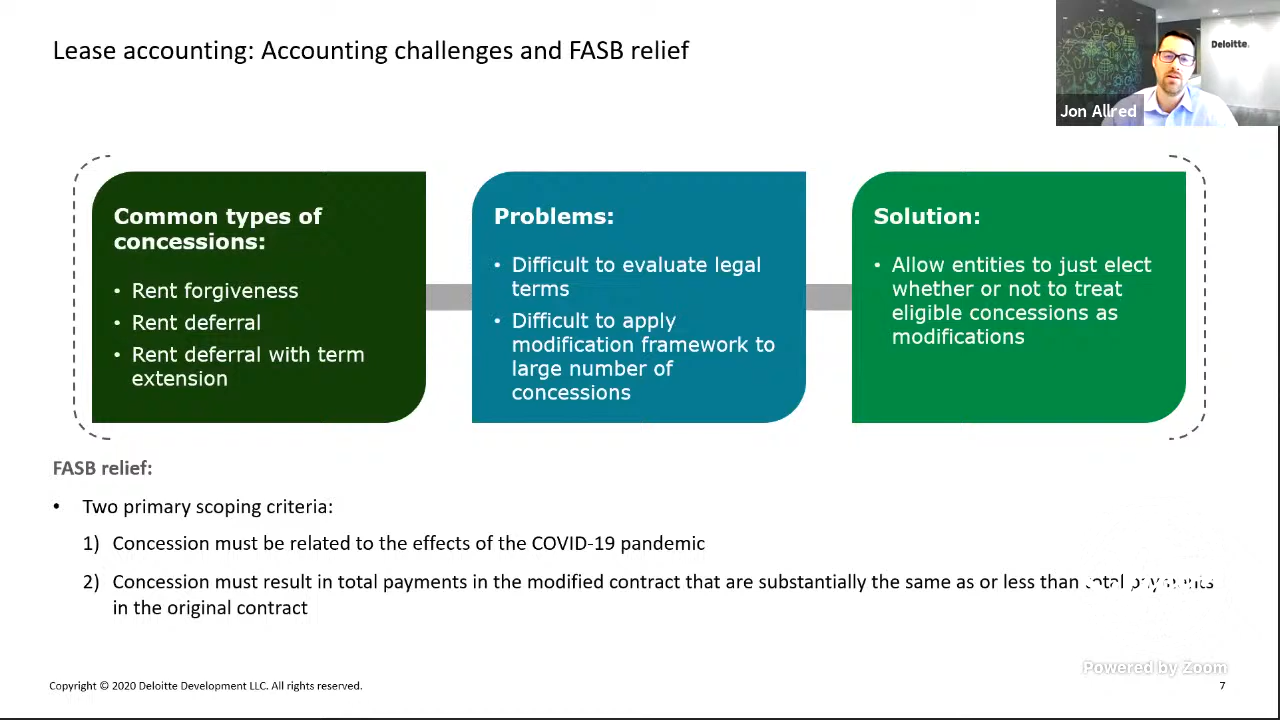 Lease accounting: Accounting challenges and FASB relief
Deloitte.
Jon Allred
Common types of
concessions:
• Rent forgiveness
• Rent deferral
• Rent deferral with term
extension
Problems:
• Difficult to evaluate legal
terms
• Difficult to apply
modification framework to
large number of
concessions
Solution:
• Allow entities to just elect
whether or not to treat
eligible concessions as
modifications
FASB relief:
• Two primary scoping criteria:
1) Concession must be related to the effects of the COVID-19 pandemic
2) Concession must result in total payments in the modified contract that are substantially the same as or less than total payments
in the original contract
Powered by Zoom
Copyright © 2020 Deloitte Development LLC. All rights reserved.
7